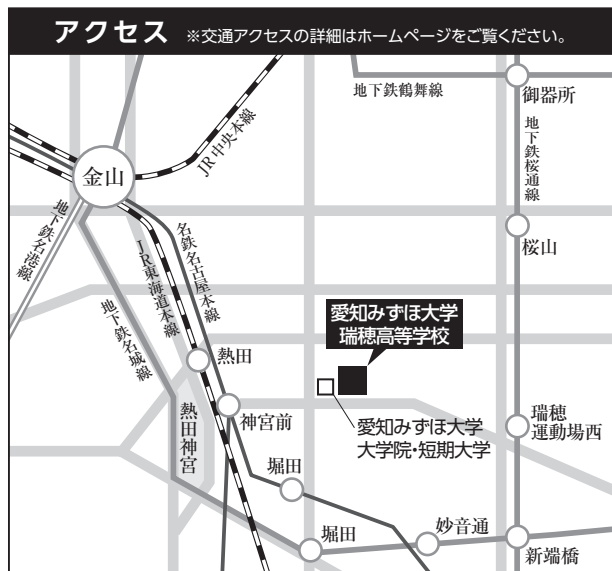 アクセス ※交通アクセスの詳細はホームページをご覧ください。
地下鉄鶴舞線
御器所
JR中央本線
地下鉄桜通線
金山
地下鉄名港線
名鉄名古屋本線
JR東海道本線
桜山
地下鉄名城線
愛知みずほ大学
瑞穂高等学校
熱田
熱田神宮
神宮前
愛知みずほ大学
大学院・短期大学
瑞穂
運動場西
堀田
堀田
妙音通
新端橋